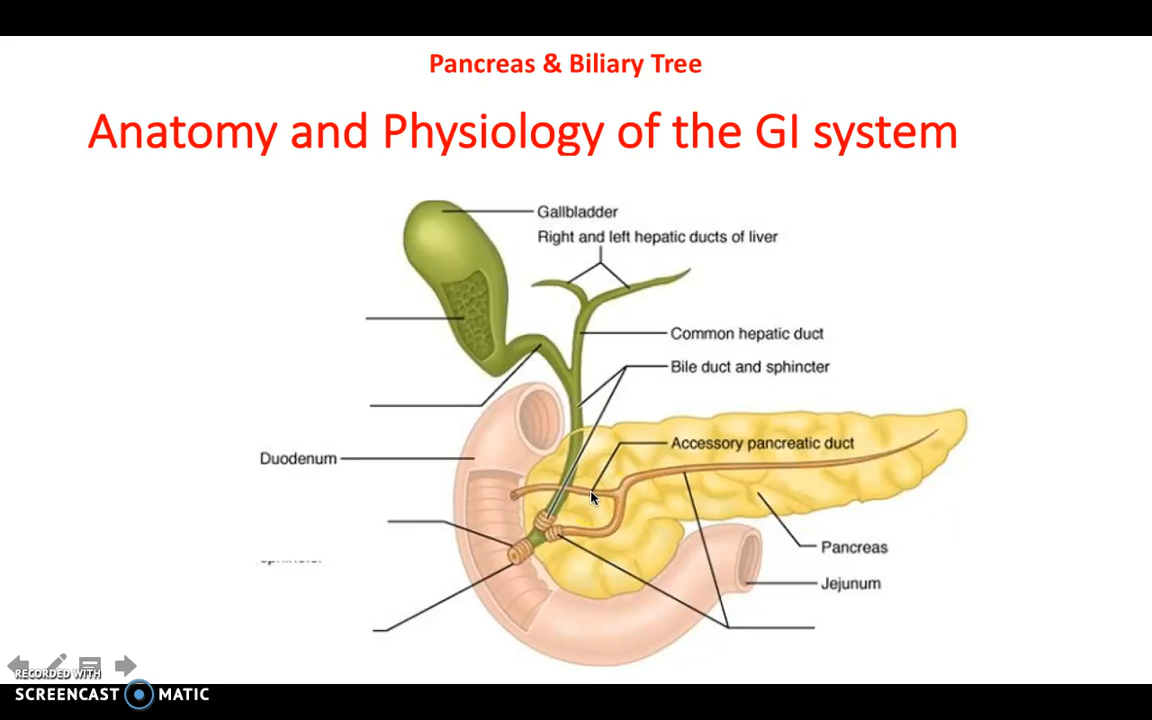 Pancreas & Biliary Tree
Anatomy and Physiology of the GI system
Gallbladder
Right and left hepatic ducts of liver
Common hepatic duct
Bile duct and sphincter
Accessory pancreatic duct
Duodenum
Pancreas
Jejunum
RECORDED WITH
SCREENCAST MATIC